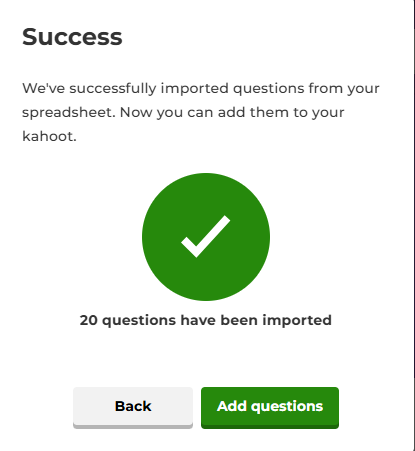 Success
We've successfully imported questions from your
spreadsheet. Now you can add them to your
kahoot.
20 questions have been imported
Back
Add questions